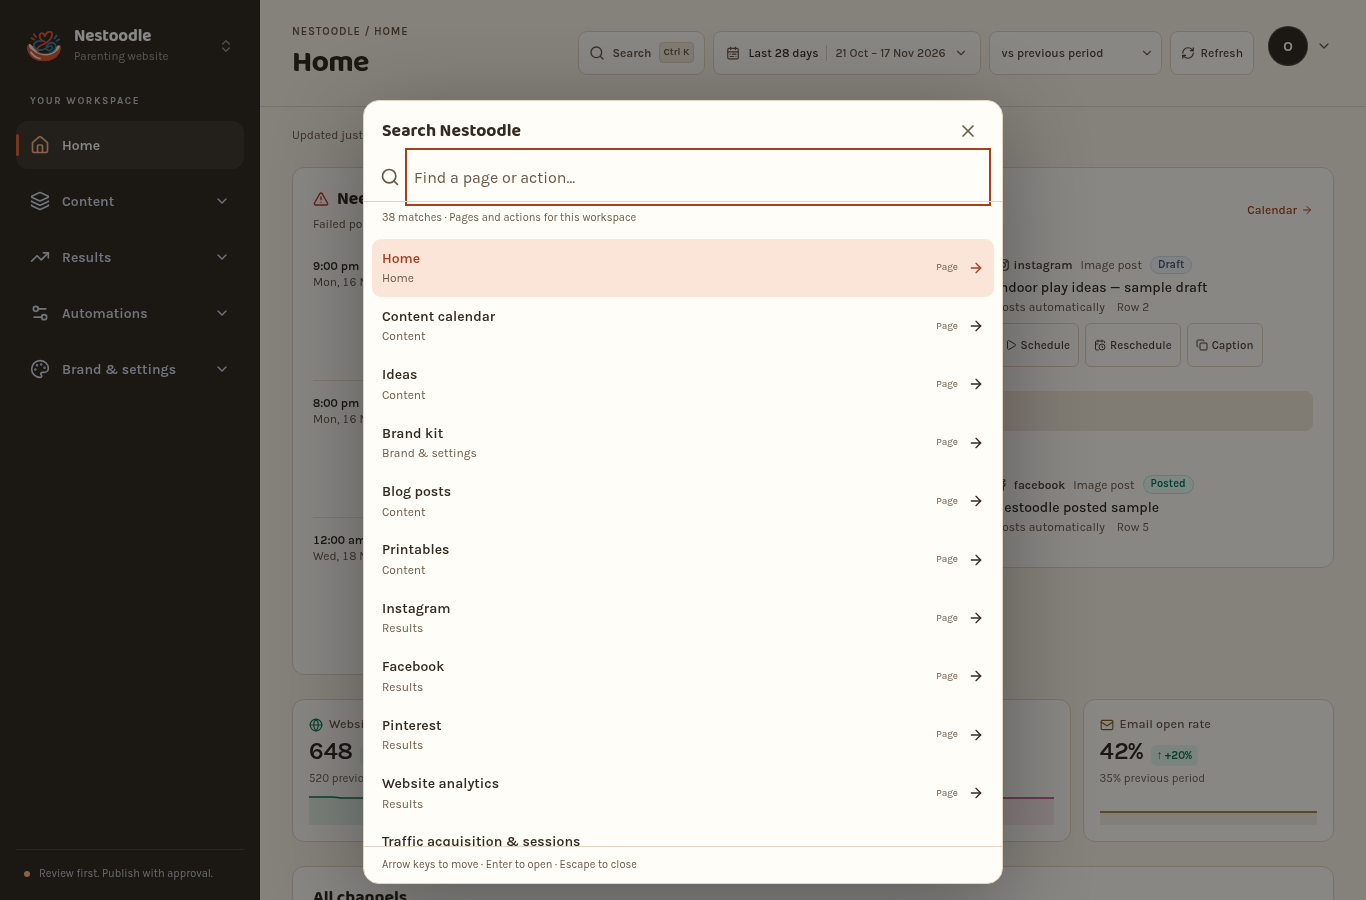 Nestoodle
Parenting website
YOUR WORKSPACE
Home
Content
Results
Automations
Brand & settings
Review first. Publish with approval.
NESTOODLE / HOME
Home
Search Ctrl K
Last 28 days 21 Oct – 17 Nov 2026
vs previous period
Refresh
O
Updated just
Calendar →
9:00 pm
Mon, 16
8:00 pm
Mon, 16
12:00 am
Wed, 18
instagram Image post Draft
play ideas — sample draft
automatically Row 2
Schedule Reschedule Caption
facebook Image post Posted
posted sample
automatically Row 5
648
520
Email open rate
42% ↑ +20%
35% previous period
All channels
Search Nestoodle
Find a page or action...
38 matches · Pages and actions for this workspace
Home
Home
Page
Content calendar
Content
Page
Ideas
Content
Page
Brand kit
Brand & settings
Page
Blog posts
Content
Page
Printables
Content
Page
Instagram
Results
Page
Facebook
Results
Page
Pinterest
Results
Page
Website analytics
Results
Page
Traffic acquisition & sessions
Arrow keys to move · Enter to open · Escape to close